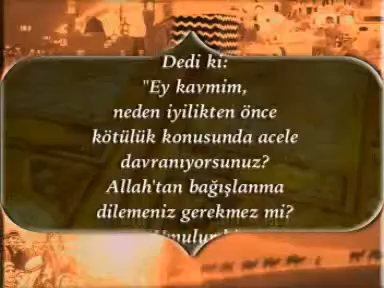 Dedi ki:
"Ey kavmim,
neden iyilikten önce
kötülük konusunda acele
davranıyorsunuz?
Allah'tan bağışlanma
dilemeniz gerekmez mi?